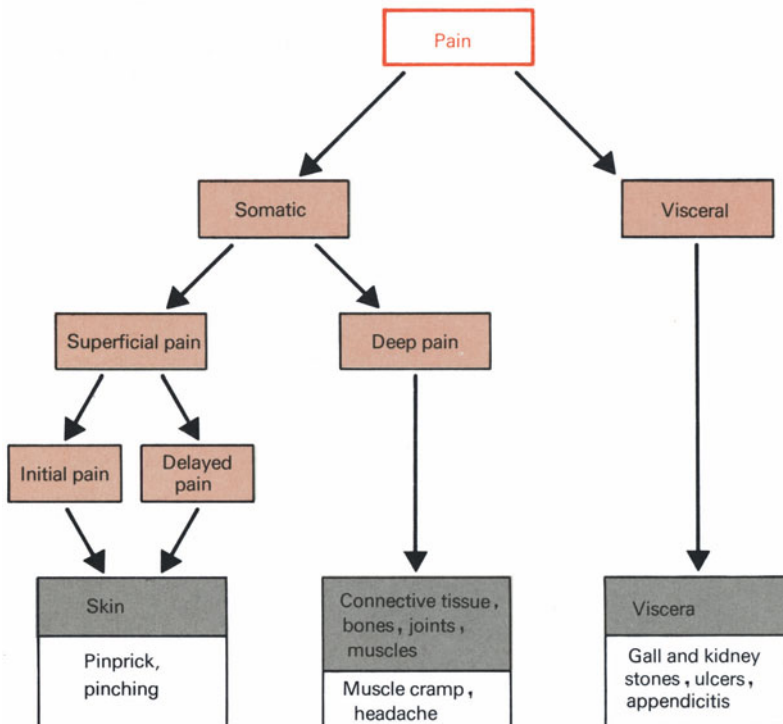 Pain
Somatic
Visceral
Superficial pain
Deep pain
Initial pain
Delayed
pain
Skin
Pinprick,
pinching
Connective tissue,
bones, joints,
muscles
Muscle cramp,
headache
Viscera
Gall and kidney
stones, ulcers,
appendicitis